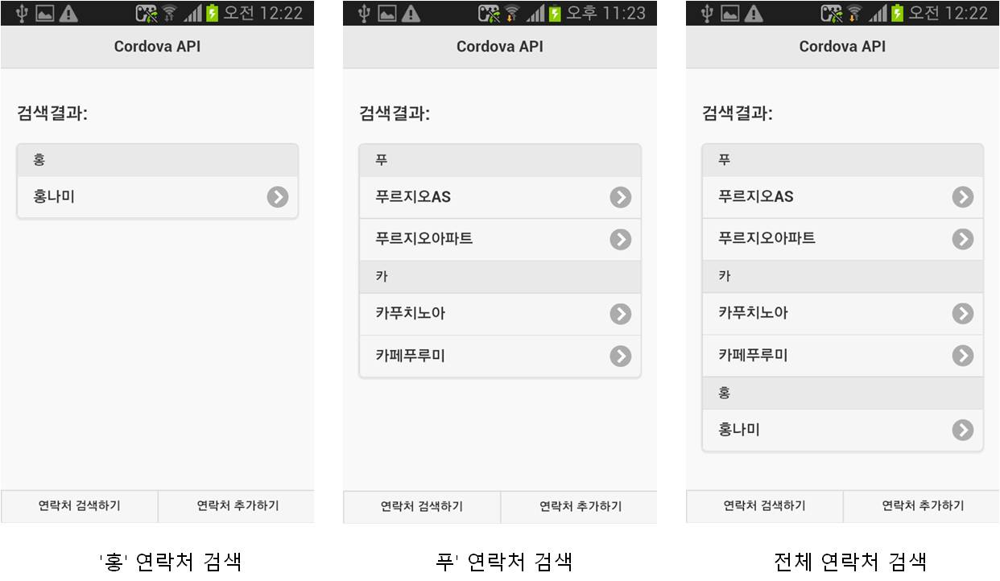 오전 12:22
Cordova API
검색결과:
홍
홍나미
연락처 검색하기
연락처 추가하기
'홍' 연락처 검색
오후 11:23
Cordova API
검색결과:
푸
푸르지오AS
푸르지오아파트
카
카푸치노아
카페푸루미
연락처 검색하기
연락처 추가하기
푸' 연락처 검색
오전 12:22
Cordova API
검색결과:
푸
푸르지오AS
푸르지오아파트
카
카푸치노아
카페푸루미
홍
홍나미
연락처 검색하기
연락처 추가하기
전체 연락처 검색